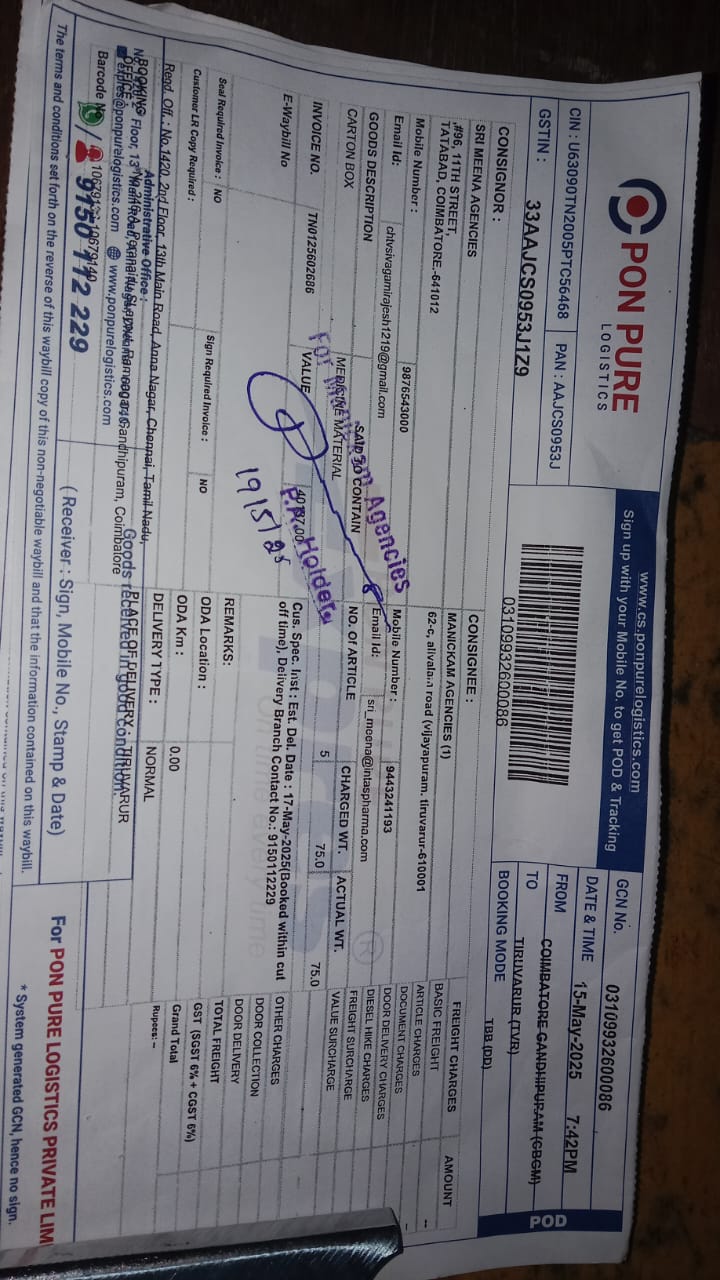 PON PURE
LOGISTICS
www.cs.ponpurelogistics.com
Sign up with your Mobile No. to get POD & Tracking
CIN : U63090TN2005PTC56468
PAN : AAJCS0953J
GSTIN :
33AAJCS0953J1Z9
03109932600086
GCN No.
03109932600086
DATE & TIME
15-May-2025
7:42PM
FROM
COIMBATORE GANDHIPURAM (CBGM)
TO
TIRUVARUR (TVR)
BOOKING MODE
TBB (DD)
POD
CONSIGNOR :
SRI MEENA AGENCIES
,#96, 11TH STREET,
TATABAD, COIMBATORE.-641012
Mobile Number :
9876543000
Email Id:
chtvsivagamirajesh1219@gmail.com
CONSIGNEE :
MANICKAM AGENCIES (1)
road (vijayapuram. tiruvarur-610001
Mobile Number :
9443241193
Email Id:
sri_meena@intaspharma.com
GOODS DESCRIPTION
SAID TO CONTAIN
NO. OF ARTICLE
CHARGED WT.
ACTUAL WT.
CARTON BOX
MEDICINE MATERIAL
5
75.0
75.0
INVOICE NO.
TN0125602686
VALUE
E-Waybill No
Agencies
P.A. Holders
19/5/25
Cus. Spec. Inst : Est. Del. Date : 17-May-2025(Booked within cut
off time), Delivery Branch Contact No.: 9150112229
Seal Required Invoice :
NO
Sign Required Invoice :
NO
Customer LR Copy Required :
REMARKS:
ODA Location :
ODA Km :
0.00
DELIVERY TYPE :
NORMAL
PLACE OF DELIVERY : TIRUVARUR
Goods received in good condition.
FREIGHT CHARGES
AMOUNT
BASIC FREIGHT
--
ARTICLE CHARGES
DOCUMENT CHARGES
DOOR DELIVERY CHARGES
DIESEL HIKE CHARGES
FREIGHT SURCHARGE
VALUE SURCHARGE
OTHER CHARGES
DOOR COLLECTION
DOOR DELIVERY
TOTAL FREIGHT
GST (SGST 6% + CGST 6%)
Grand Total
Rupees:--
Regd. Off. : No.1420, 2nd Floor, 13th Main Road, Anna Nagar, Chennai, Tamil Nadu,
Administrative Office :
BOOKING
OFFICE
Gandhipuram, Coimbatore
www.ponpurelogistics.com
Barcode
9150 112 229
( Receiver : Sign, Mobile No., Stamp & Date)
For PON PURE LOGISTICS PRIVATE LIM
The terms and conditions set forth on the reverse of this waybill copy of this non-negotiable waybill and that the information contained on this waybill.
* System generated GCN, hence no sign.